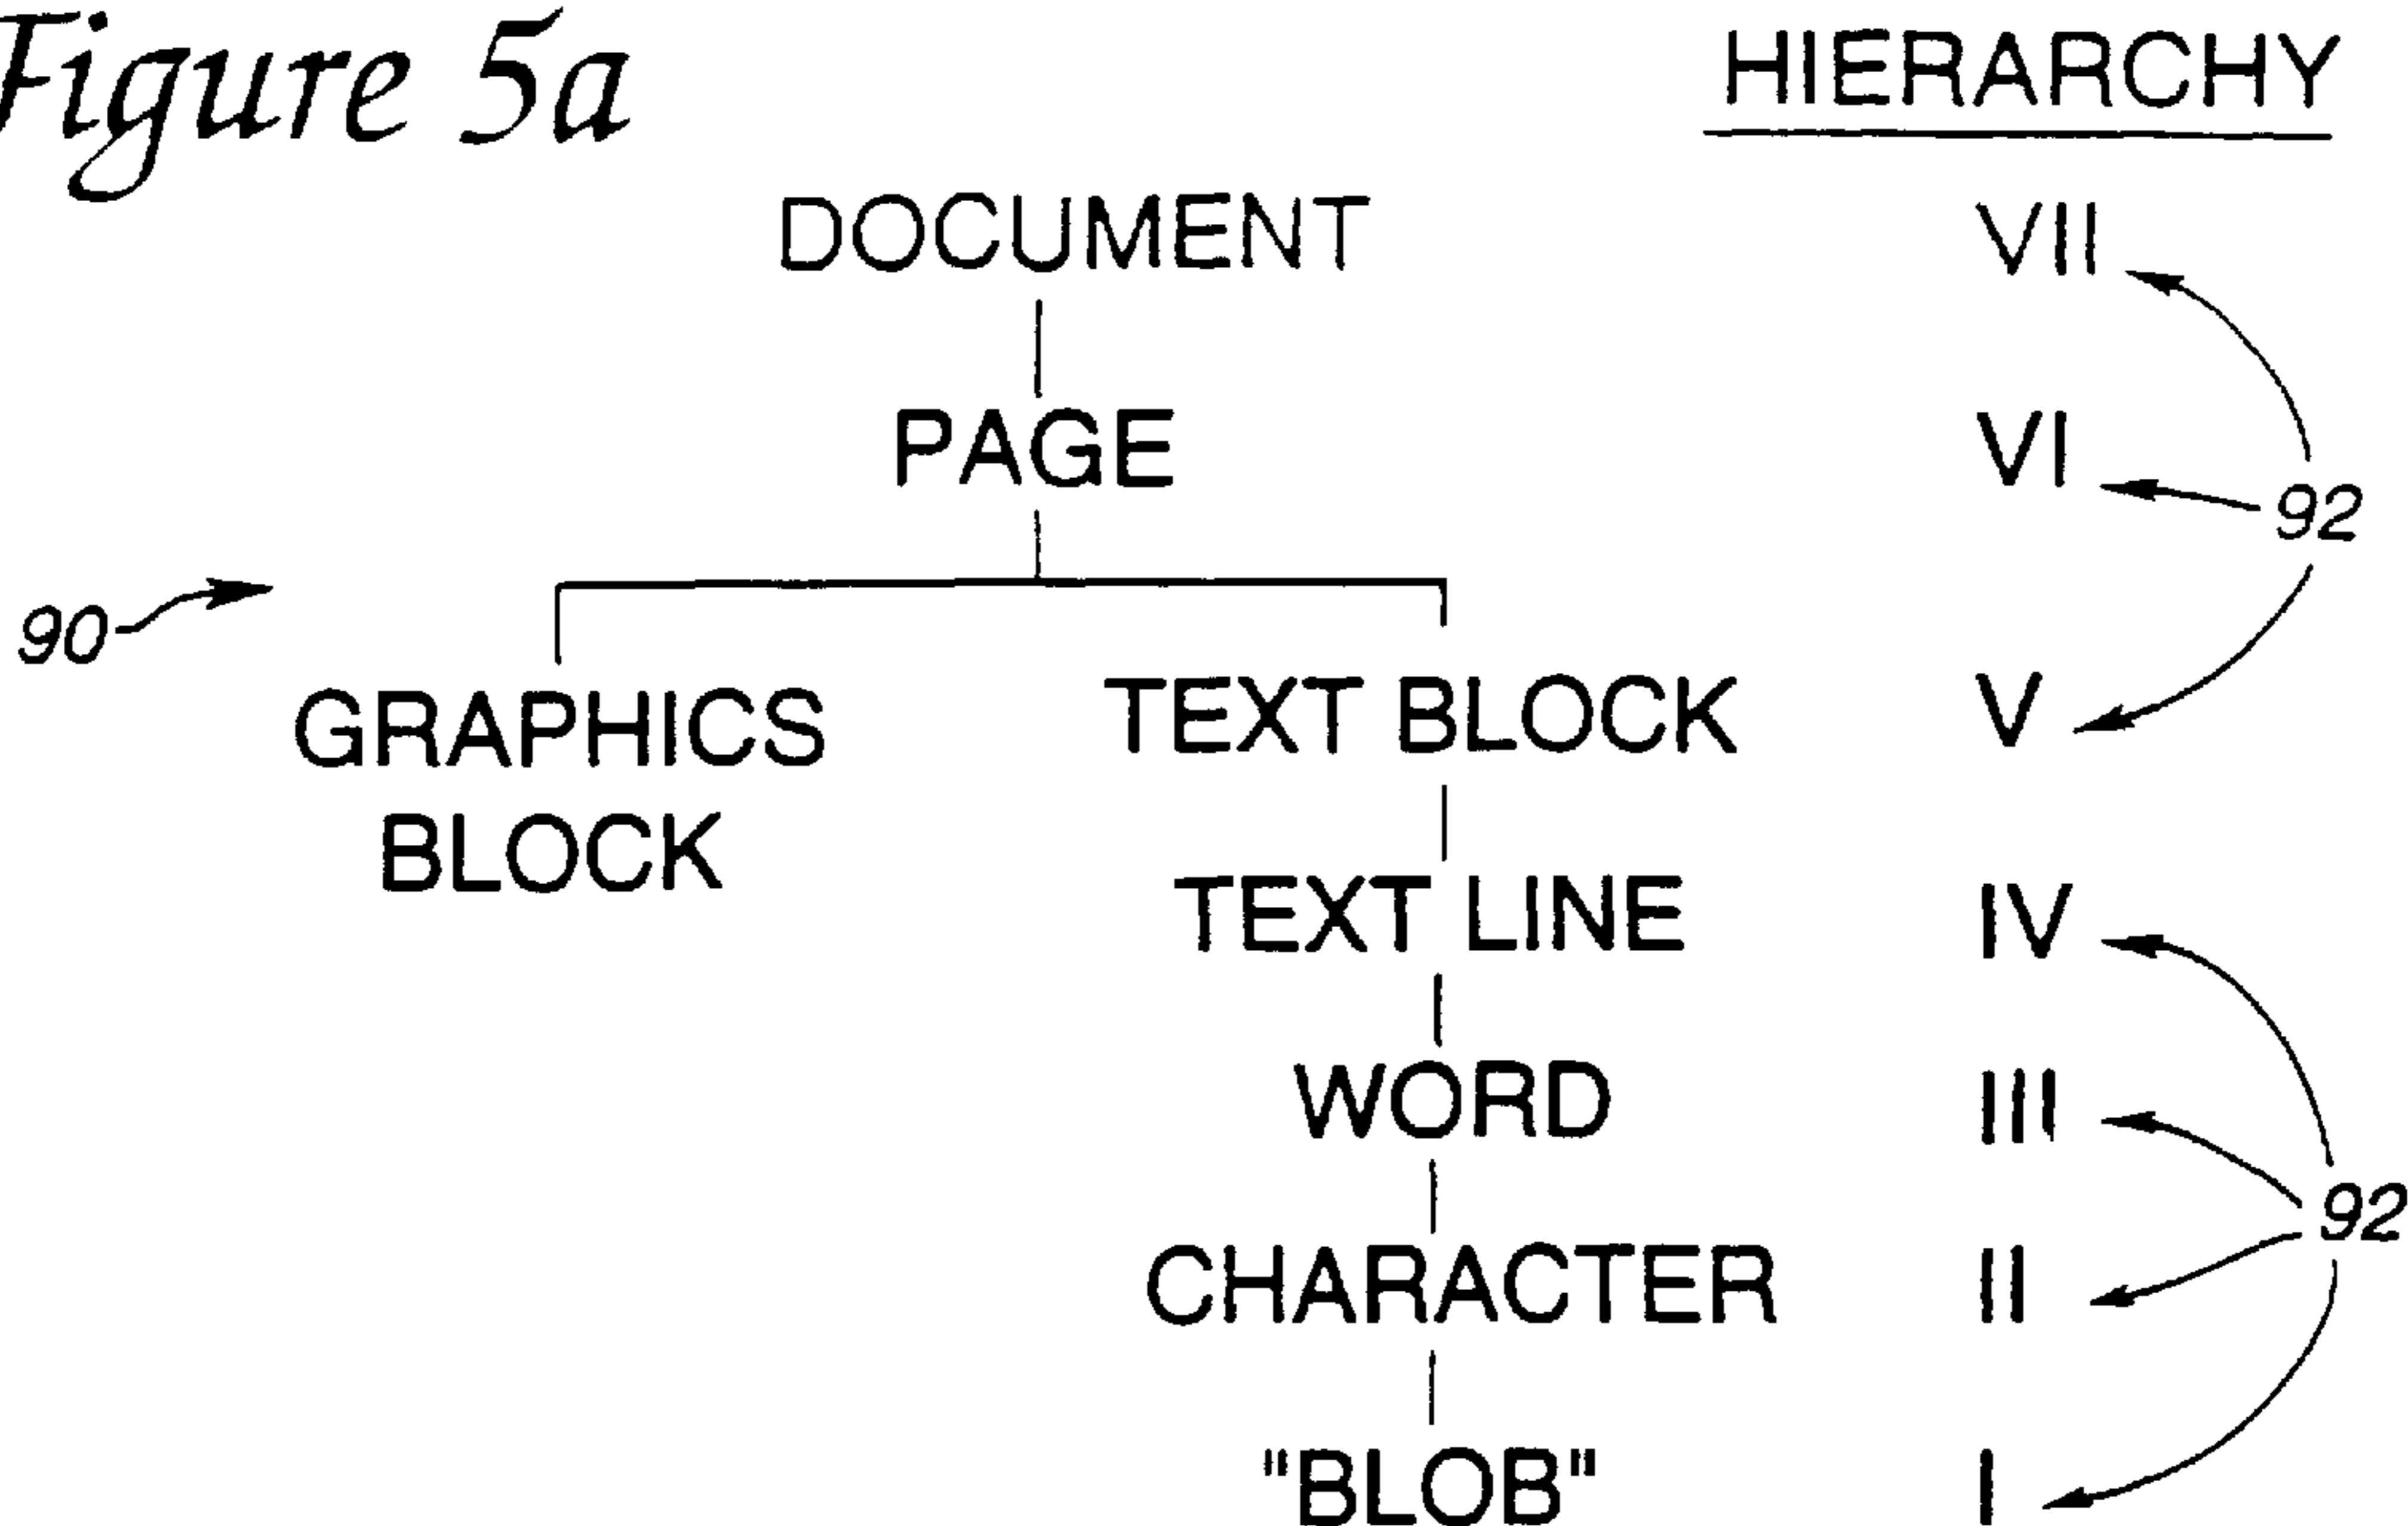 Figure 5a
HIERARCHY
DOCUMENT VII
PAGE VI
92
90
GRAPHICS BLOCK
TEXT BLOCK V
TEXT LINE IV
WORD III
92
CHARACTER II
"BLOB" I